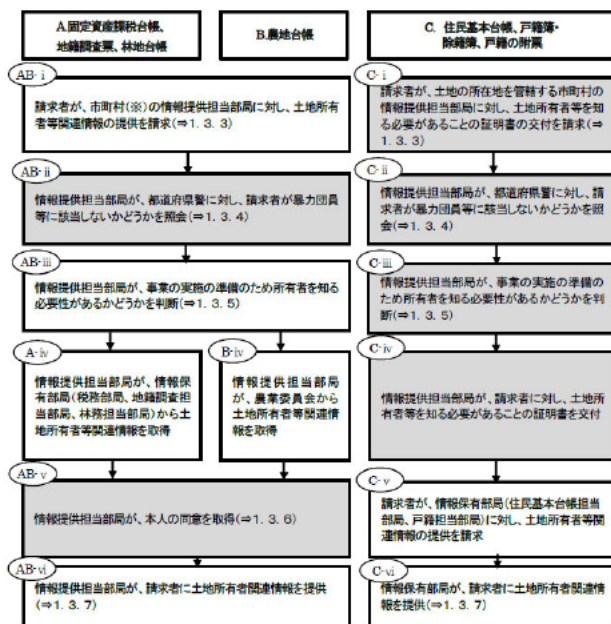 A.固定資産課税台帳、
地籍調査票、林地台帳
B.農地台帳
C. 住民基本台帳、戸籍簿・
除籍簿、戸籍の附票
AB-ⅰ
請求者が、市町村(※)の情報提供担当部局に対し、土地所有
者等関連情報の提供を請求(⇒1．3．3)
AB-ⅱ
情報提供担当部局が、都道府県警に対し、請求者が暴力団員
等に該当しないかどうかを照会(⇒1．3．4)
AB-ⅲ
情報提供担当部局が、事業の実施の準備のため所有者を知る
必要性があるかどうかを判断(⇒1．3．5)
A-ⅳ
情報提供担当部局が、情報保
有部局(税務部局、地籍調査担
当部局、林務担当部局)から土
地所有者等関連情報を取得
B-ⅳ
情報提供担当部局
が、農業委員会から
土地所有者等関連情
報を取得
AB-ⅴ
情報提供担当部局が、本人の同意を取得(⇒1．3．6)
AB-ⅵ
情報提供担当部局が、請求者に土地所有者関連情報を提供
(⇒1．3．7)
C-ⅰ
請求者が、土地の所在地を管轄する市町村の
情報提供担当部局に対し、土地所有者等を知
る必要があることの証明書の交付を請求(⇒
1．3．3)
C-ⅱ
情報提供担当部局が、都道府県警に対し、請
求者が暴力団員等に該当しないかどうかを照
会(⇒1．3．4)
C-ⅲ
情報提供担当部局が、事業の実施の準備
のため所有者を知る必要性があるかどうかを
判断(⇒1．3．5)
C-ⅳ
情報提供担当部局が、請求者に対し、土地所
有者等を知る必要があることの証明書を交付
C-ⅴ
請求者が、情報保有部局(住民基本台帳担当
部局、戸籍担当部局)に対し、土地所有者等関
連情報の提供を請求
C-ⅵ
情報保有部局が、請求者に土地所有者関連情
報を提供(⇒1．3．7)